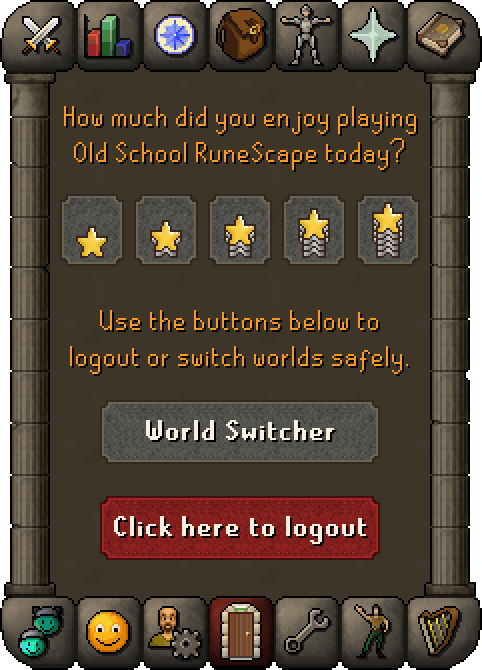 How much did you enjoy playing
Old School RuneScape today?
Use the buttons below to
logout or switch worlds safely.
World Switcher
Click here to logout